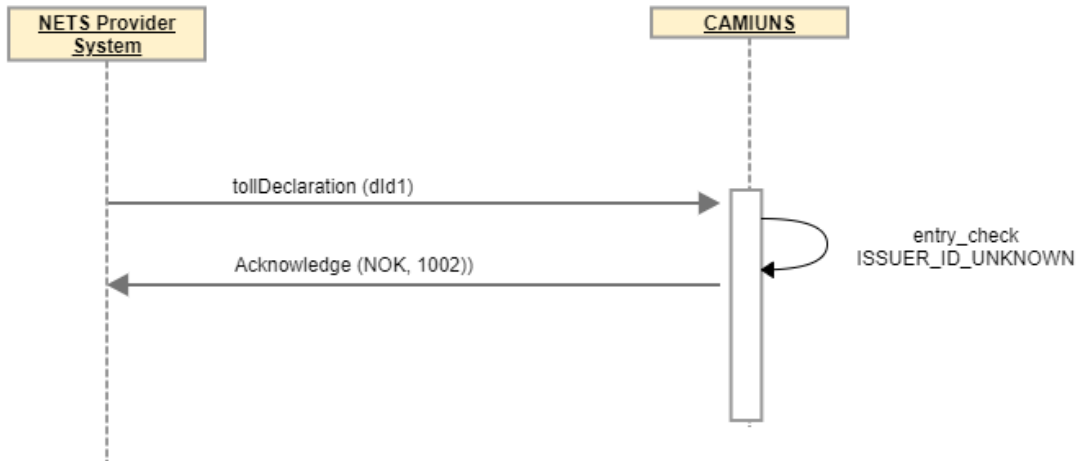 NETS Provider
System
CAMIUNS
tollDeclaration (dId1)
entry_check
ISSUER_ID_UNKNOWN
Acknowledge (NOK, 1002))